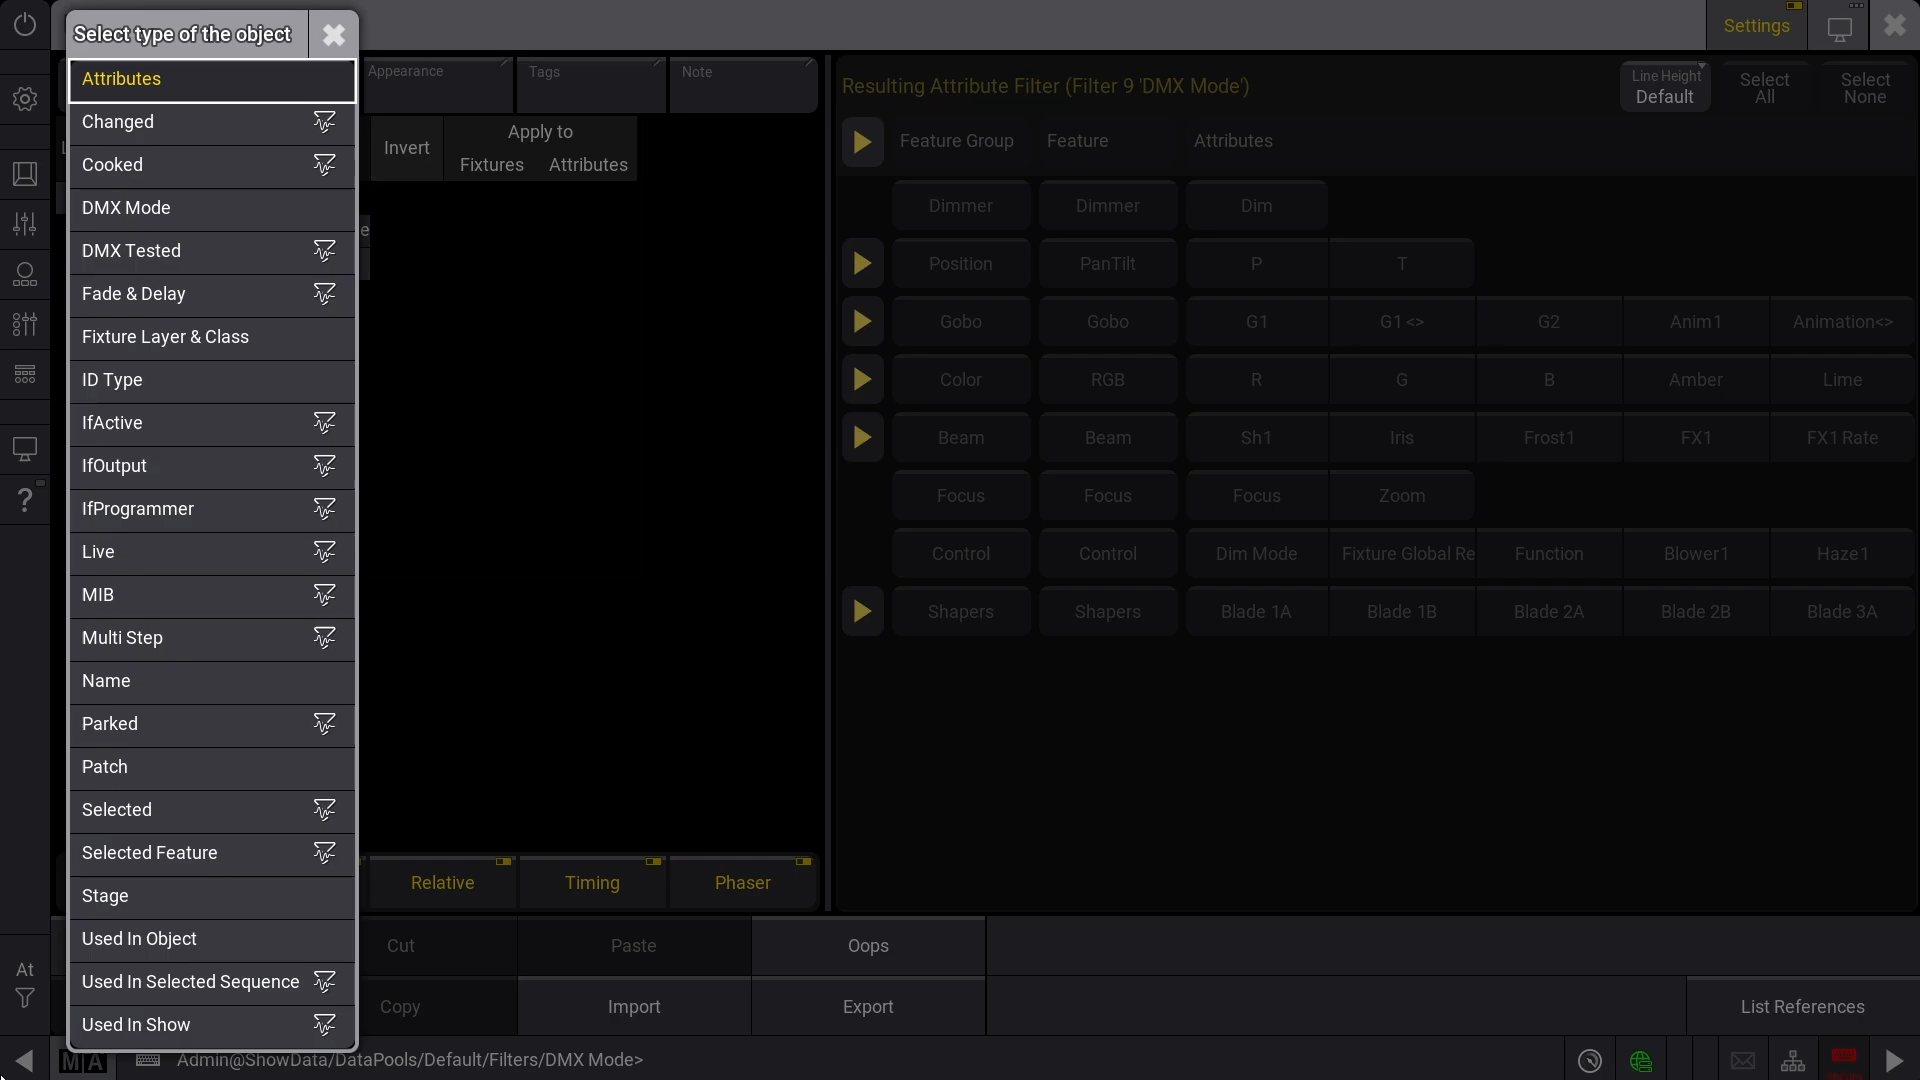 Select type of the object
Settings
Attributes
Changed
Cooked
DMX Mode
DMX Tested
Fade & Delay
Fixture Layer & Class
ID Type
IfActive
IfOutput
IfProgrammer
Live
MIB
Multi Step
Name
Parked
Patch
Selected
Selected Feature
Stage
Used In Object
Used In Selected Sequence
Used In Show
Appearance
Tags
Note
Invert
Apply to
Fixtures Attributes
Resulting Attribute Filter (Filter 9 'DMX Mode')
Line Height
Default
Select
All
Select
None
Feature Group Feature Attributes
Dimmer Dimmer Dim
Position PanTilt P T
Gobo Gobo G1 G1 <> G2 Anim1 Animation<>
Color RGB R G B Amber Lime
Beam Beam Sh1 Iris Frost1 FX1 FX1 Rate
Focus Focus Focus Zoom
Control Control Dim Mode Fixture Global Re Function Blower1 Haze1
Shapers Shapers Blade 1A Blade 1B Blade 2A Blade 2B Blade 3A
Relative Timing Phaser
Cut Paste Oops
Copy Import Export List References
At
MA Admin@ShowData/DataPools/Default/Filters/DMX Mode>